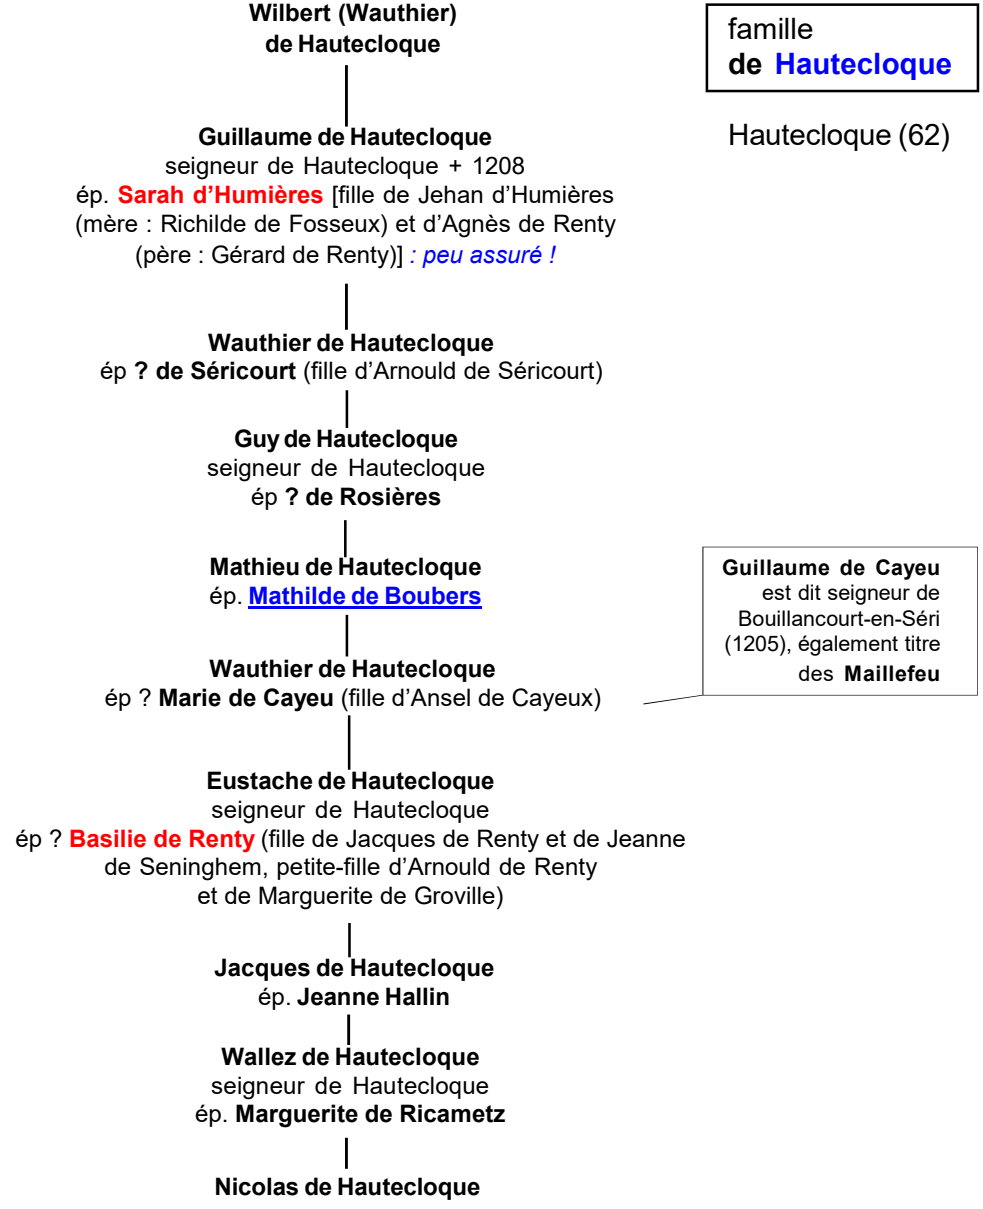 Wilbert (Wauthier)
de Hautecloque
famille
de Hautecloque
Hautecloque (62)
Guillaume de Hautecloque
seigneur de Hautecloque + 1208
ép. Sarah d’Humières [fille de Jehan d’Humières
(mère : Richilde de Fosseux) et d’Agnès de Renty
(père : Gérard de Renty)] : peu assuré !
Wauthier de Hautecloque
ép ? de Séricourt (fille d’Arnould de Séricourt)
Guy de Hautecloque
seigneur de Hautecloque
ép ? de Rosières
Mathieu de Hautecloque
ép. Mathilde de Boubers
Guillaume de Cayeu
est dit seigneur de
Bouillancourt-en-Séri
(1205), également titre
des Maillefeu
Wauthier de Hautecloque
ép ? Marie de Cayeu (fille d’Ansel de Cayeux)
Eustache de Hautecloque
seigneur de Hautecloque
ép ? Basilie de Renty (fille de Jacques de Renty et de Jeanne
de Seninghem, petite-fille d’Arnould de Renty
et de Marguerite de Groville)
Jacques de Hautecloque
ép. Jeanne Hallin
Wallez de Hautecloque
seigneur de Hautecloque
ép. Marguerite de Ricametz
Nicolas de Hautecloque